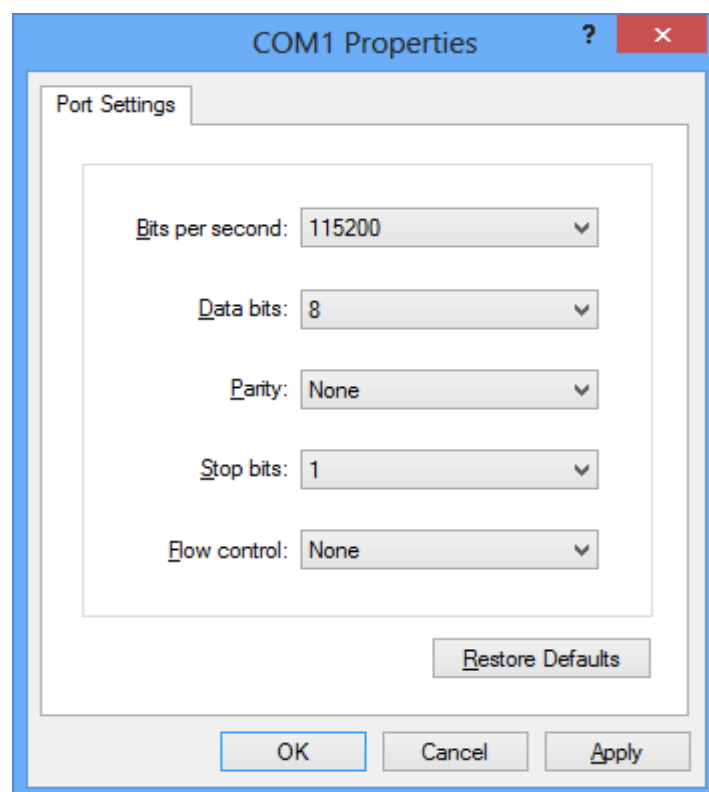 COM1 Properties ? ×
Port Settings
Bits per second: 115200
Data bits: 8
Parity: None
Stop bits: 1
Flow control: None
Restore Defaults
OK Cancel Apply